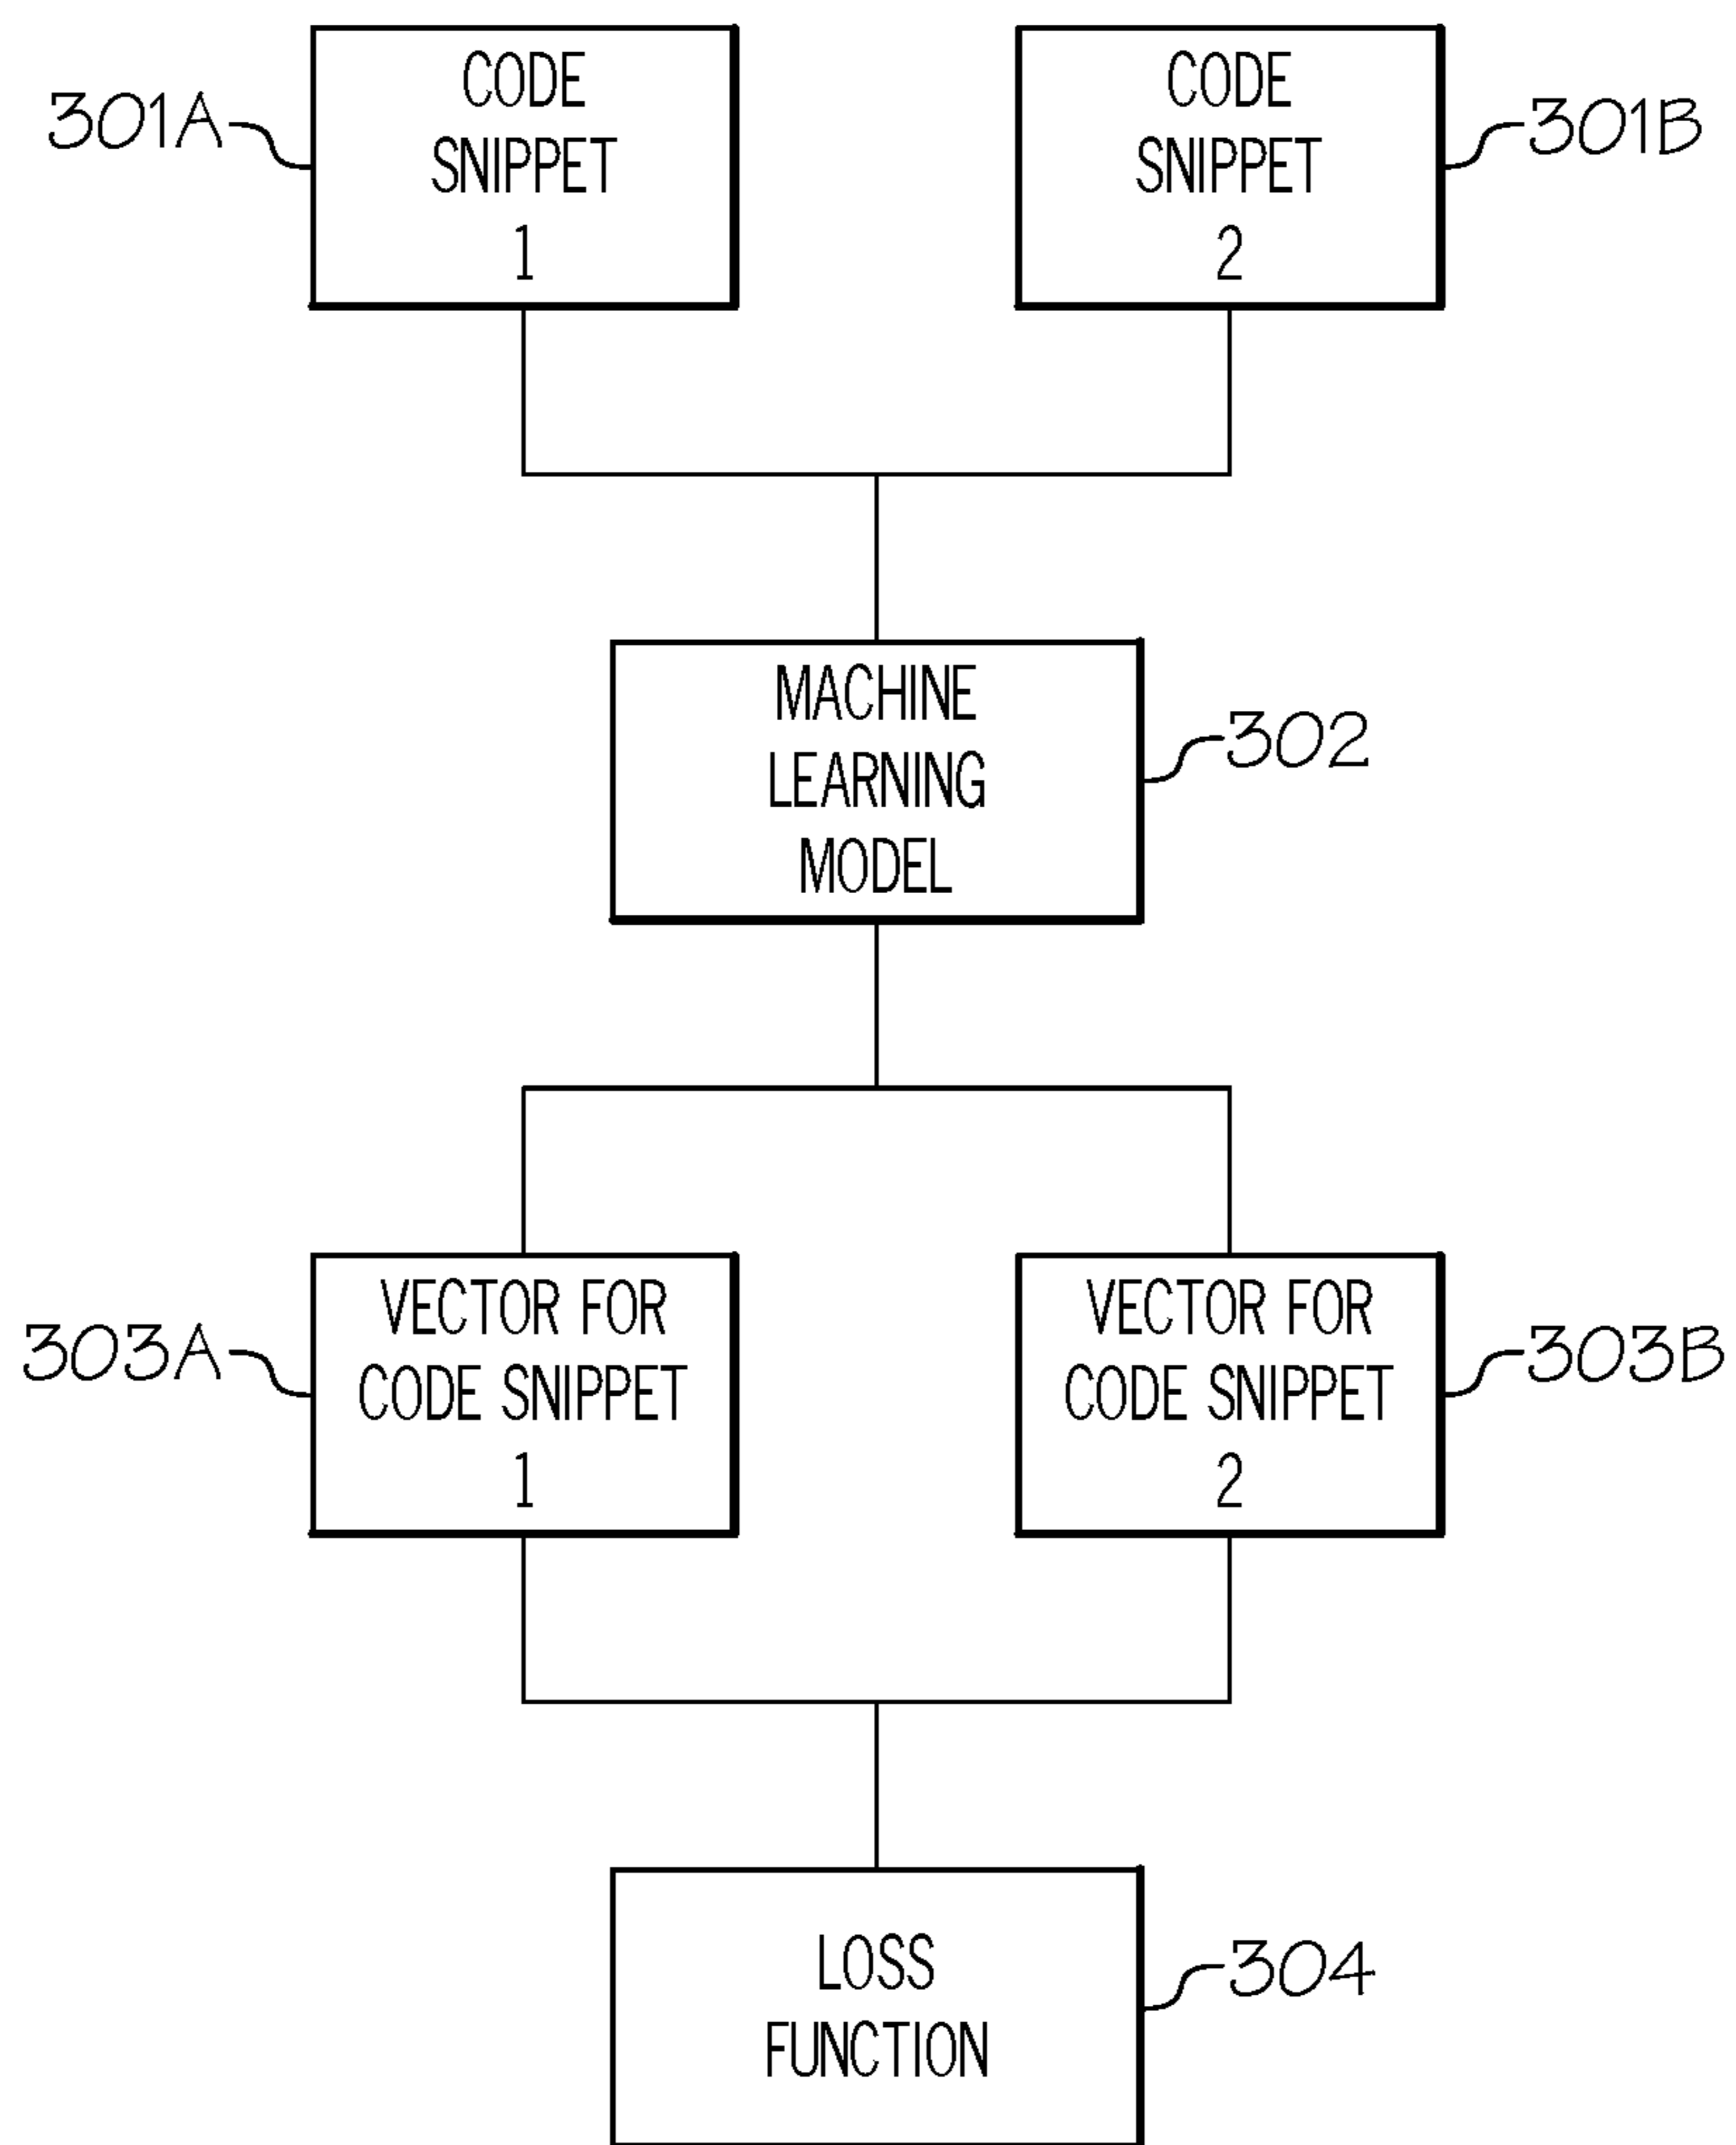 CODE
SNIPPET
1
301A
CODE
SNIPPET
2
301B
MACHINE
LEARNING
MODEL
302
VECTOR FOR
CODE SNIPPET
1
303A
VECTOR FOR
CODE SNIPPET
2
303B
LOSS
FUNCTION
304